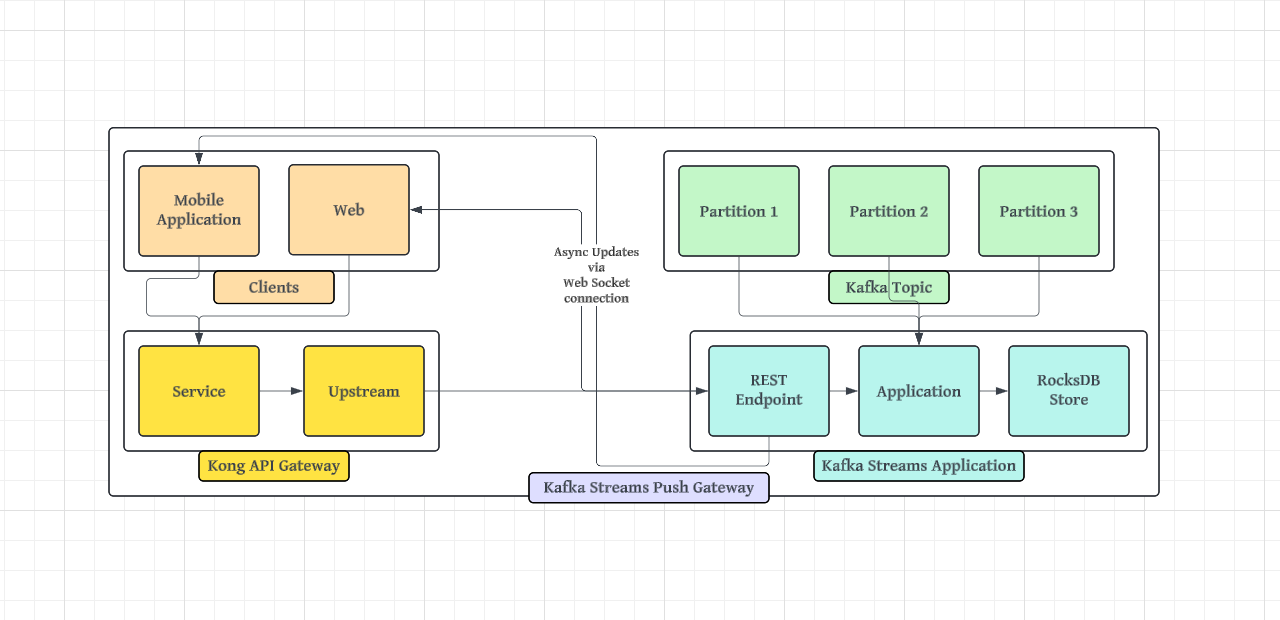 Mobile
Application
Web
Clients
Async Updates
via
Web Socket
connection
Partition 1
Partition 2
Partition 3
Kafka Topic
Service
Upstream
Kong API Gateway
REST
Endpoint
Application
RocksDB
Store
Kafka Streams Application
Kafka Streams Push Gateway